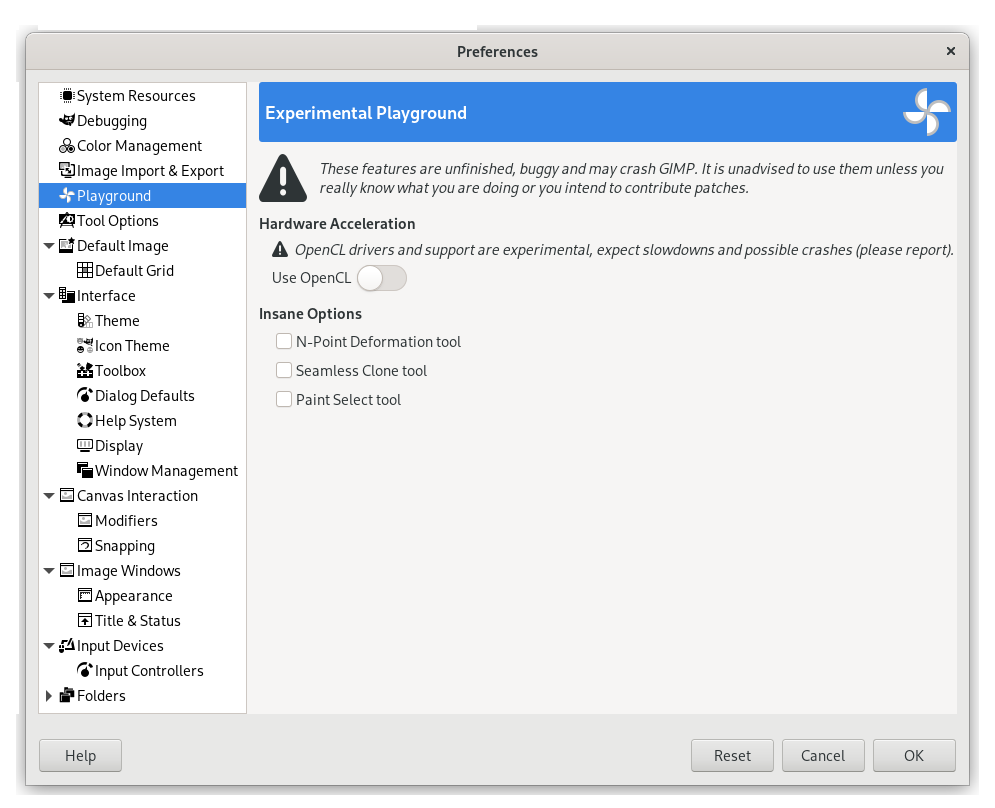 Preferences
System Resources
Debugging
Color Management
Image Import & Export
Playground
Tool Options
Default Image
Default Grid
Interface
Theme
Icon Theme
Toolbox
Dialog Defaults
Help System
Display
Window Management
Canvas Interaction
Modifiers
Snapping
Image Windows
Appearance
Title & Status
Input Devices
Input Controllers
Folders
Experimental Playground
These features are unfinished, buggy and may crash GIMP. It is unadvised to use them unless you
really know what you are doing or you intend to contribute patches.
Hardware Acceleration
OpenCL drivers and support are experimental, expect slowdowns and possible crashes (please report).
Use OpenCL
Insane Options
N-Point Deformation tool
Seamless Clone tool
Paint Select tool
Help
Reset
Cancel
OK